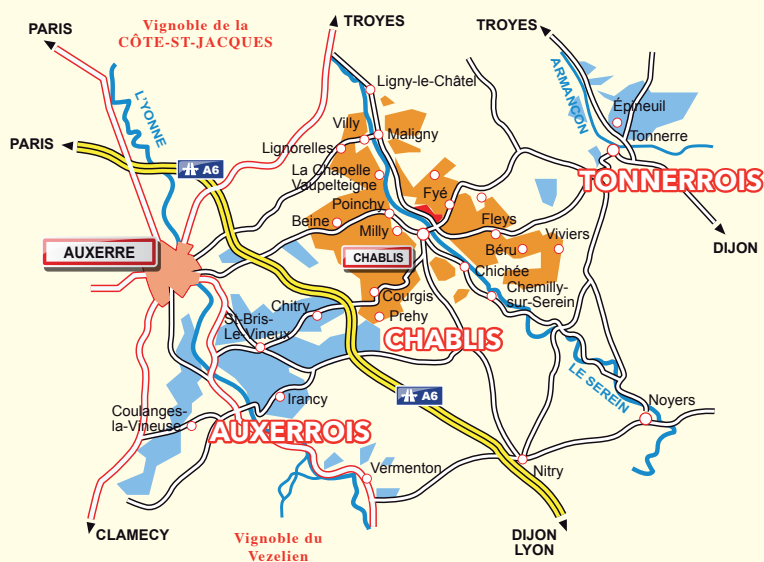 PARIS
Vignoble de la
CÔTE-ST-JACQUES
TROYES
TROYES
L'YONNE
PARIS
A6
Ligny-le-Châtel
ARMANÇON
Épineuil
Tonnerre
Villy
Maligny
Lignorelles
La Chapelle
Vaupelteigne
Fyé
TONNERROIS
Poinchy
Beine
Milly
Fleys
Viviers
Béru
DIJON
AUXERRE
CHABLIS
Chichée
Chemilly-
sur-Serein
Courgis
Chitry
Prehy
St-Bris-
Le-Vineux
CHABLIS
LE SEREIN
A6
Irancy
Noyers
Coulanges-
la-Vineuse
AUXERROIS
Vermenton
Nitry
CLAMECY
Vignoble du
Vezelien
DIJON
LYON